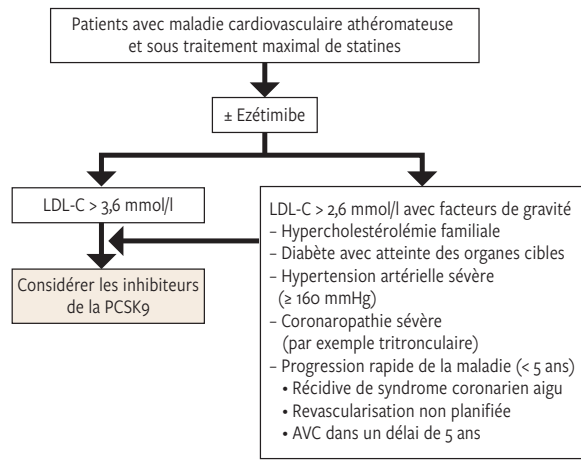 Patients avec maladie cardiovasculaire athéromateuse
et sous traitement maximal de statines
± Ezétimibe
LDL-C > 3,6 mmol/l
Considérer les inhibiteurs
de la PCSK9
LDL-C > 2,6 mmol/l avec facteurs de gravité
– Hypercholestérolémie familiale
– Diabète avec atteinte des organes cibles
– Hypertension artérielle sévère
(≥ 160 mmHg)
– Coronaropathie sévère
(par exemple tritronculaire)
– Progression rapide de la maladie (< 5 ans)
• Récidive de syndrome coronarien aigu
• Revascularisation non planifiée
• AVC dans un délai de 5 ans